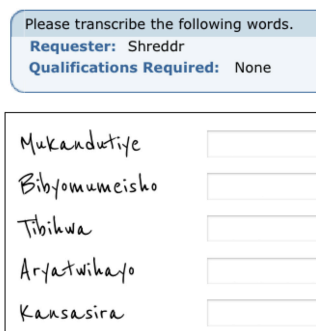 Please transcribe the following words.
Requester: Shreddr
Qualifications Required: None
Mukandutiye
Bibyomumeisho
Tibihwa
Aryatwihayo
Kansasira